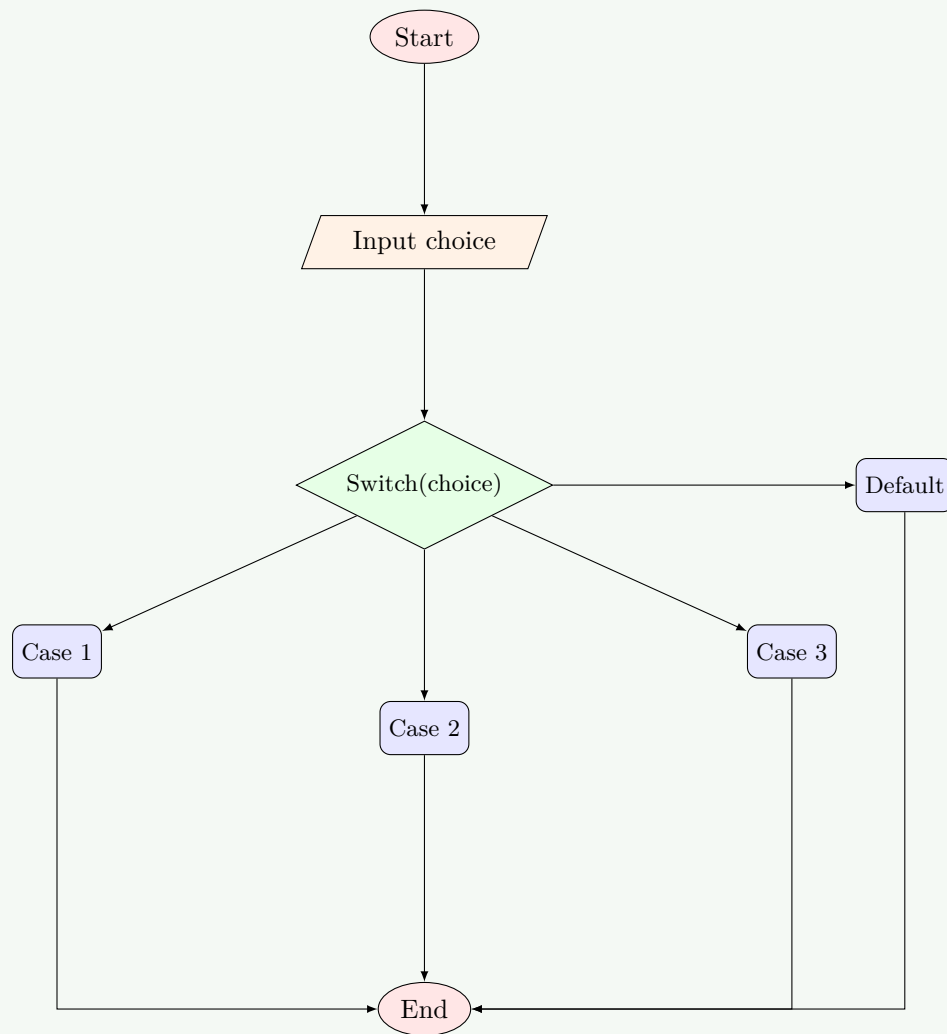 Start
Input choice
Switch(choice)
Default
Case 1
Case 3
Case 2
End